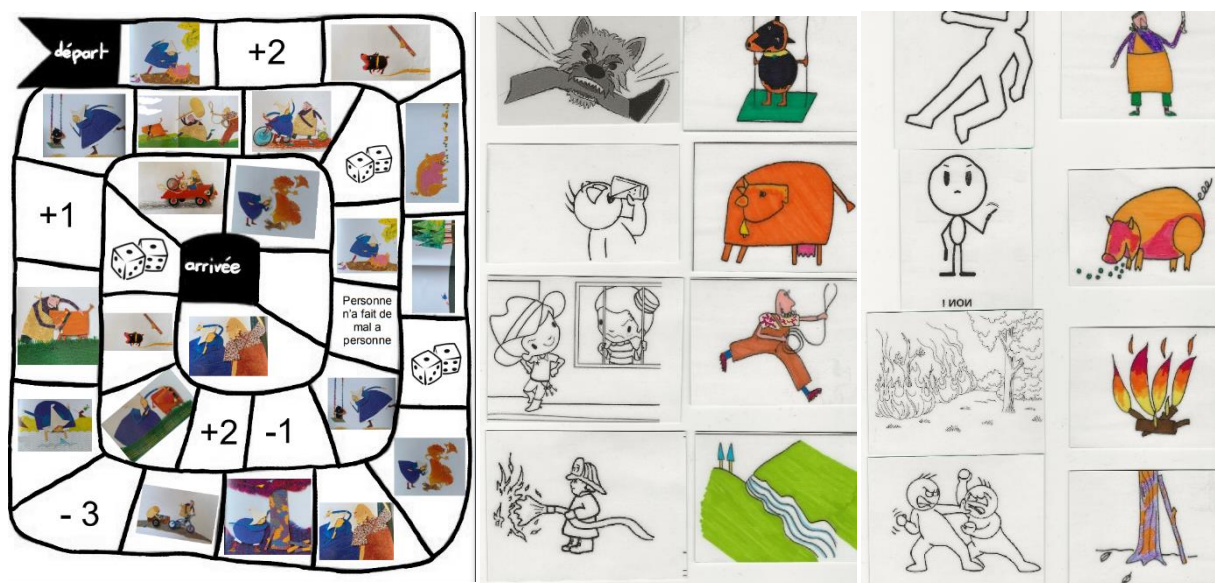 départ
+2
+1
arrivée
Personne
n'a fait de
mal a
personne
+2
-1
- 3
NON !